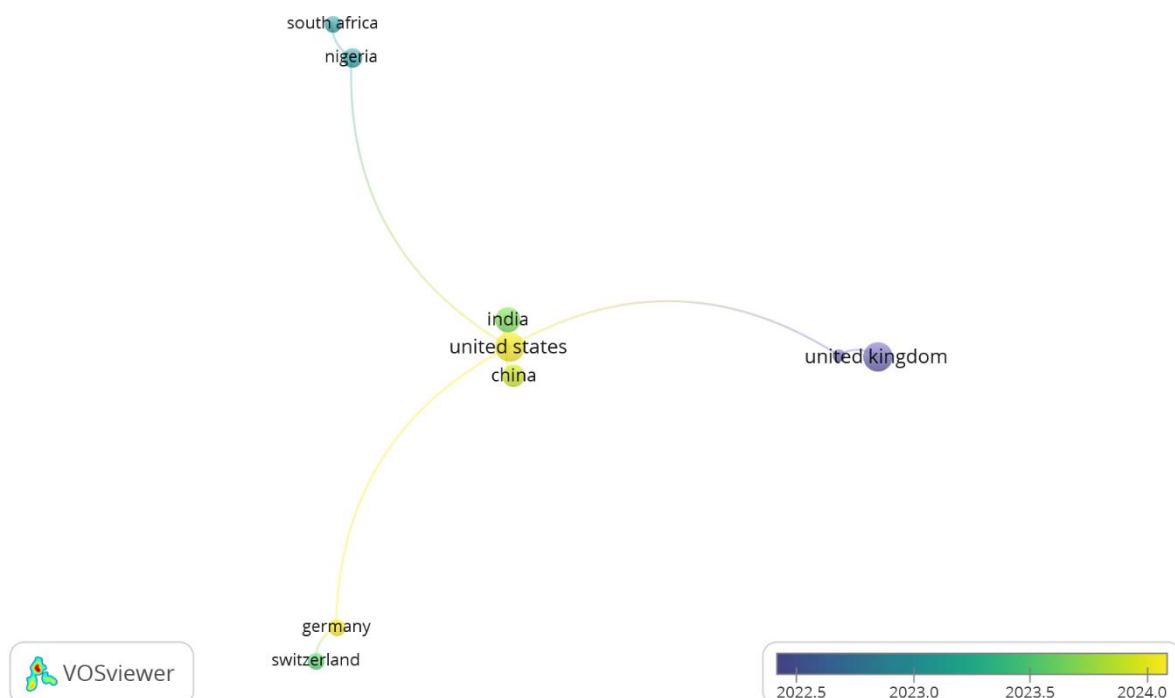 south africa
nigeria
india
united states
china
united kingdom
germany
switzerland
VOSviewer
2022.5 2023.0 2023.5 2024.0